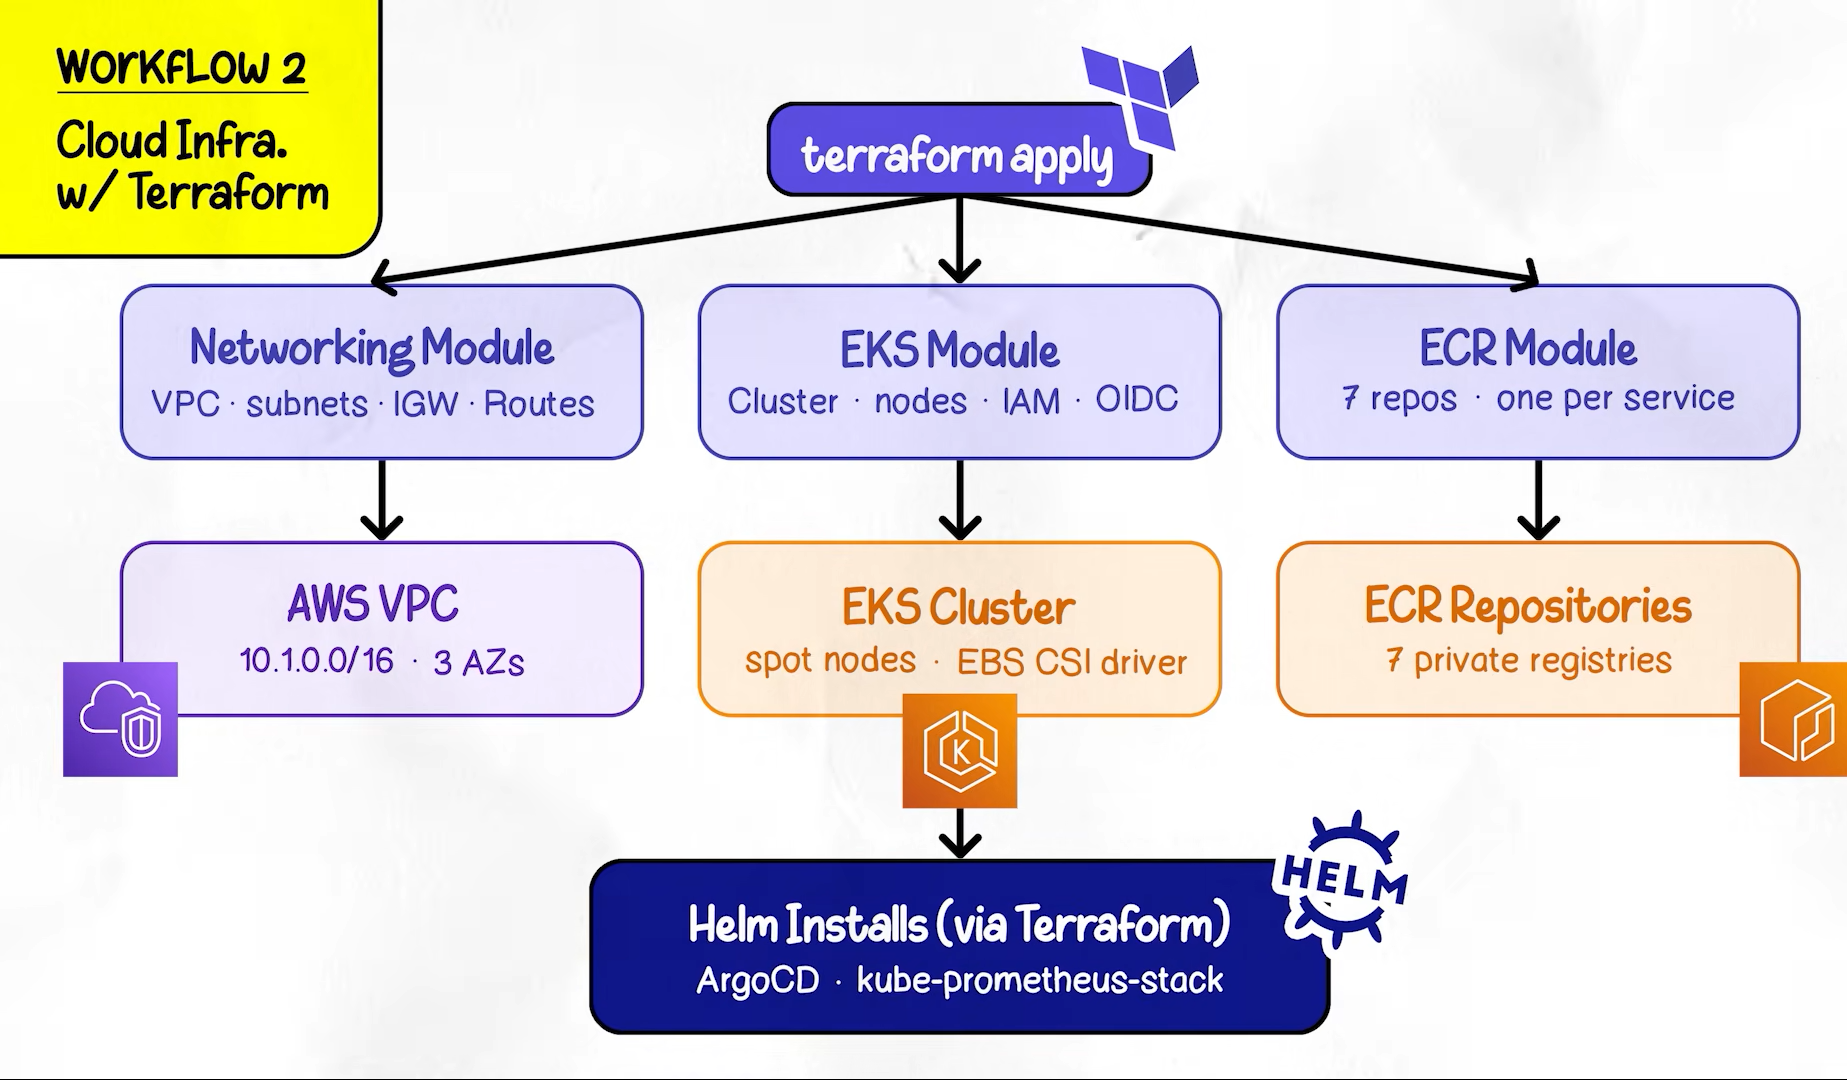 WORKFLOW 2
Cloud Infra.
w/ Terraform
terraform apply
Networking Module
VPC · subnets · IGW · Routes
EKS Module
Cluster · nodes · IAM · OIDC
ECR Module
7 repos · one per service
AWS VPC
10.1.0.0/16 · 3 AZs
EKS Cluster
spot nodes · EBS CSI driver
K
ECR Repositories
7 private registries
HELM
Helm Installs (via Terraform)
ArgoCD · kube-prometheus-stack